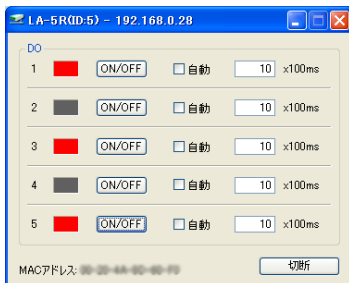 LA-5R(ID:5) - 192.168.0.28
DO
1 ON/OFF 自動 10 x100ms
2 ON/OFF 自動 10 x100ms
3 ON/OFF 自動 10 x100ms
4 ON/OFF 自動 10 x100ms
5 ON/OFF 自動 10 x100ms
MACアドレス:
切断